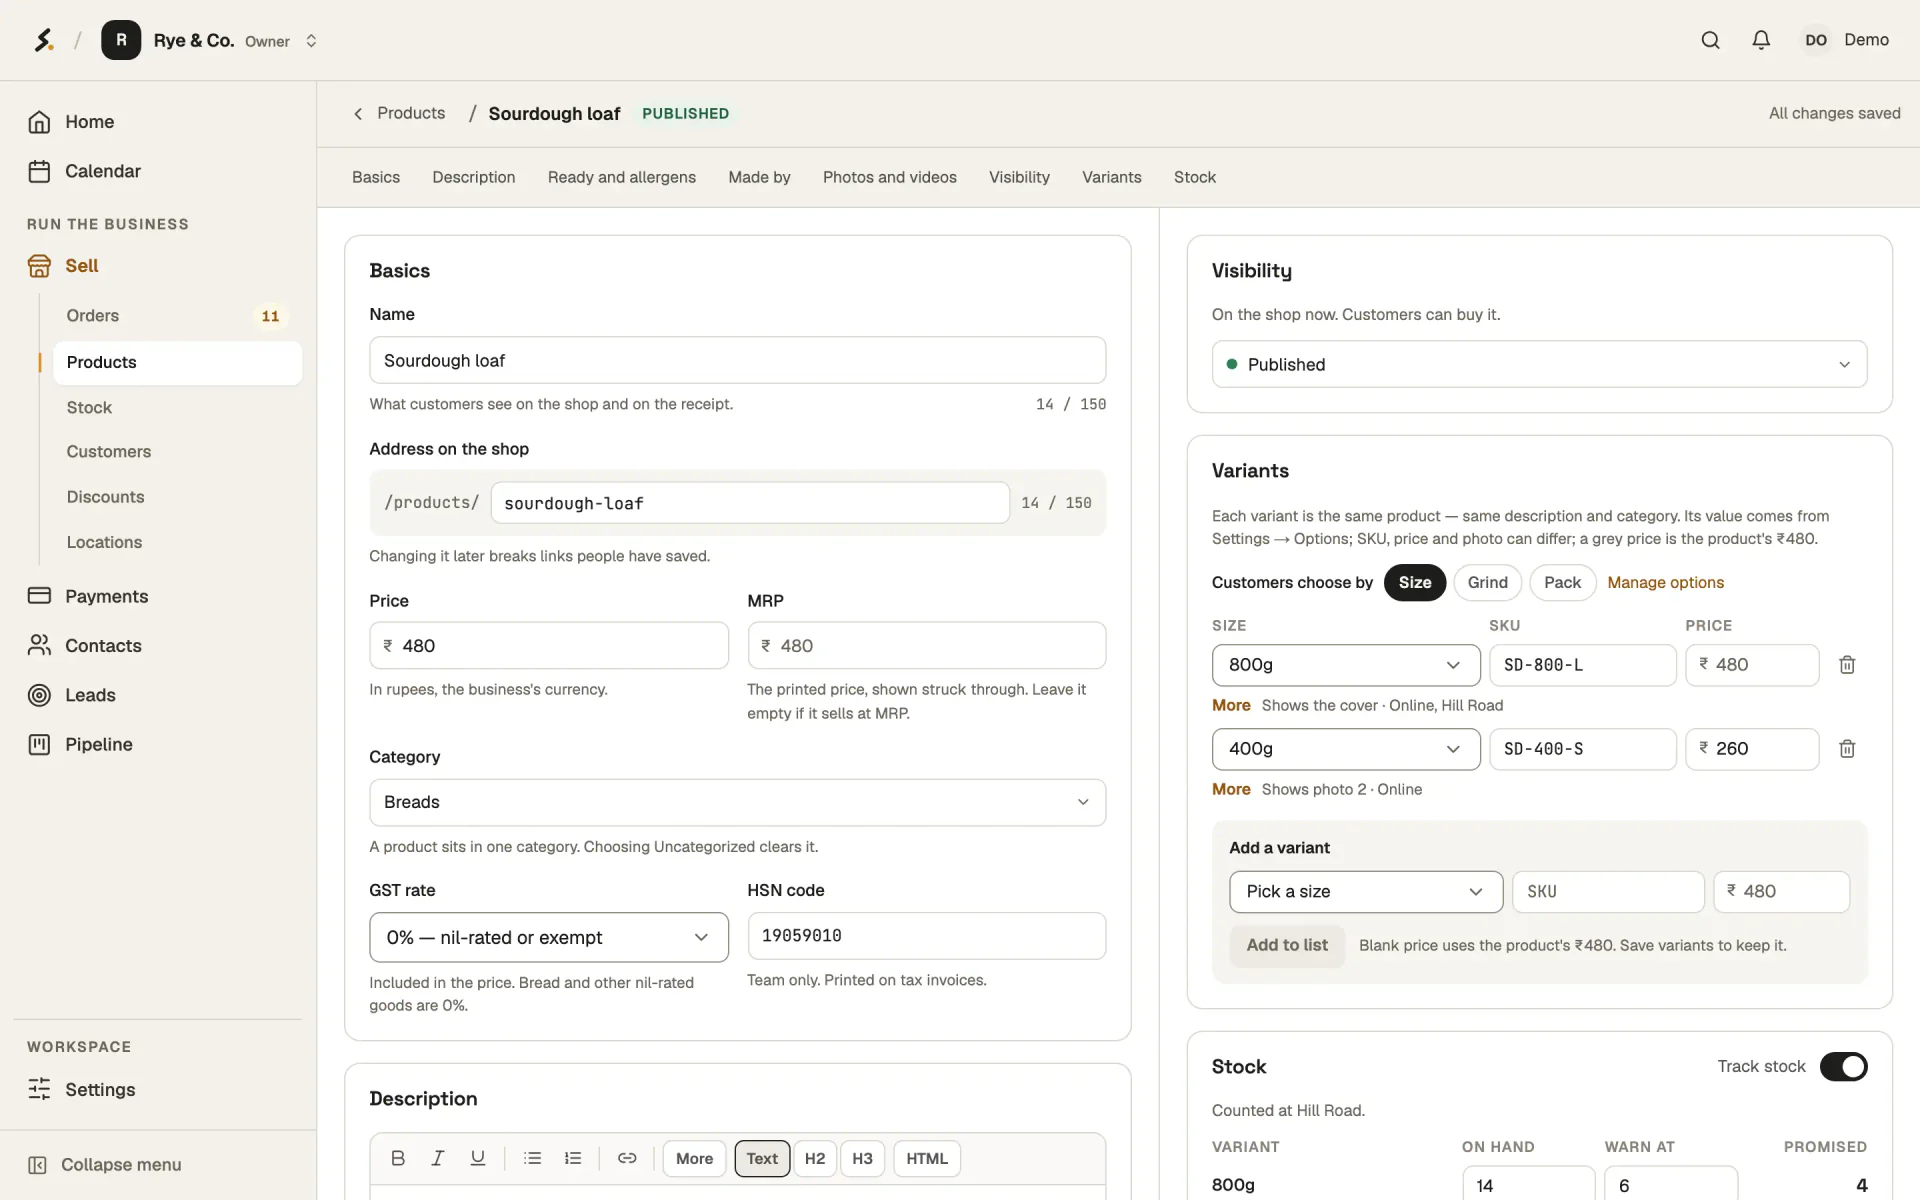 /
R
Rye & Co. Owner
DO Demo
Home
Calendar
RUN THE BUSINESS
Sell
Orders 11
Products
Stock
Customers
Discounts
Locations
Payments
Contacts
Leads
Pipeline
WORKSPACE
Settings
Collapse menu
Products / Sourdough loaf PUBLISHED
All changes saved
Basics Description Ready and allergens Made by Photos and videos Visibility Variants Stock
Basics
Name
Sourdough loaf
What customers see on the shop and on the receipt. 14 / 150
Address on the shop
/products/ sourdough-loaf 14 / 150
Changing it later breaks links people have saved.
Price MRP
₹ 480 ₹ 480
In rupees, the business's currency. The printed price, shown struck through. Leave it
empty if it sells at MRP.
Category
Breads
A product sits in one category. Choosing Uncategorized clears it.
GST rate HSN code
0% — nil-rated or exempt 19059010
Included in the price. Bread and other nil-rated Team only. Printed on tax invoices.
goods are 0%.
Description
B I U More Text H2 H3 HTML
Visibility
On the shop now. Customers can buy it.
Published
Variants
Each variant is the same product — same description and category. Its value comes from
Settings → Options; SKU, price and photo can differ; a grey price is the product's ₹480.
Customers choose by Size Grind Pack Manage options
SIZE SKU PRICE
800g SD-800-L ₹ 480
More Shows the cover · Online, Hill Road
400g SD-400-S ₹ 260
More Shows photo 2 · Online
Add a variant
Pick a size SKU ₹ 480
Add to list Blank price uses the product's ₹480. Save variants to keep it.
Stock Track stock
Counted at Hill Road.
VARIANT ON HAND WARN AT PROMISED
800g 14 6 4